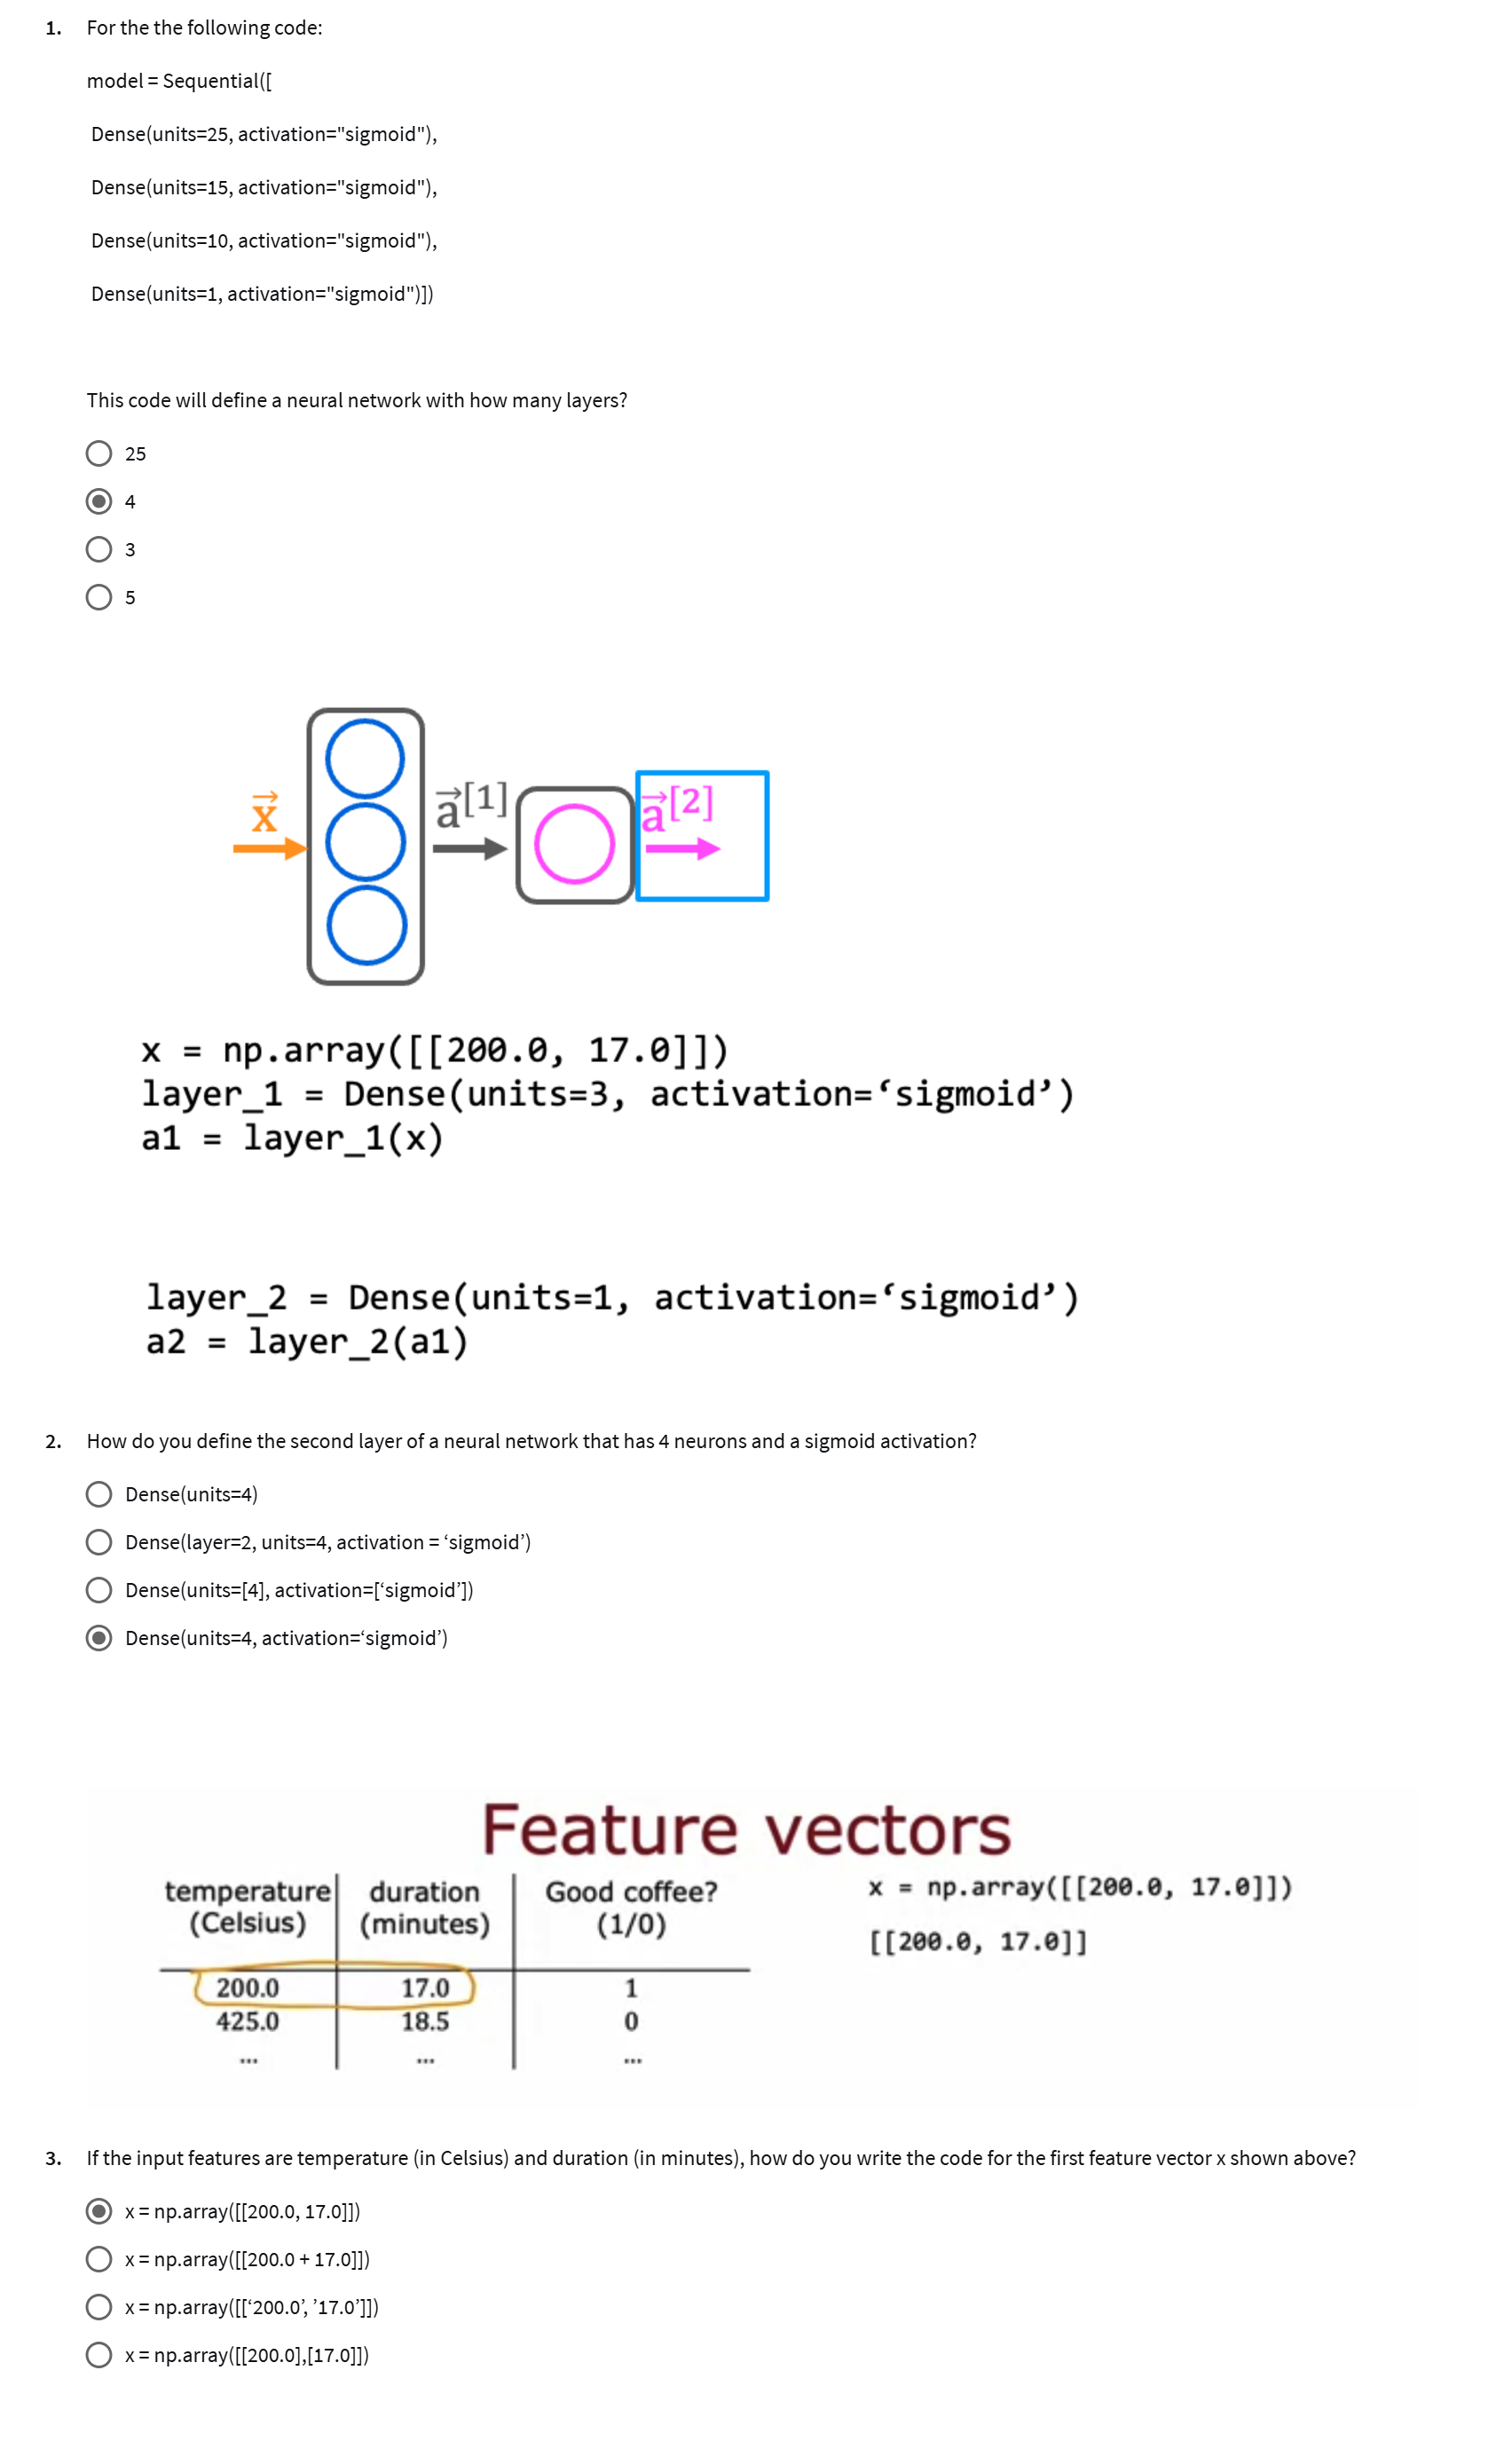 1. For the the following code:
model = Sequential([
Dense(units=25, activation="sigmoid"),
Dense(units=15, activation="sigmoid"),
Dense(units=10, activation="sigmoid"),
Dense(units=1, activation="sigmoid")])
This code will define a neural network with how many layers?
25
4
3
5
x⃗
a⃗[1]
a⃗[2]
x = np.array([[200.0, 17.0]])
layer_1 = Dense(units=3, activation=‘sigmoid’)
a1 = layer_1(x)
layer_2 = Dense(units=1, activation=‘sigmoid’)
a2 = layer_2(a1)
2. How do you define the second layer of a neural network that has 4 neurons and a sigmoid activation?
Dense(units=4)
Dense(layer=2, units=4, activation = ‘sigmoid’)
Dense(units=[4], activation=[‘sigmoid’])
Dense(units=4, activation=‘sigmoid’)
Feature vectors
temperature duration Good coffee? x = np.array([[200.0, 17.0]])
(Celsius) (minutes) (1/0)
[[200.0, 17.0]]
200.0 17.0 1
425.0 18.5 0
... ... ...
3. If the input features are temperature (in Celsius) and duration (in minutes), how do you write the code for the first feature vector x shown above?
x = np.array([[200.0, 17.0]])
x = np.array([[200.0 + 17.0]])
x = np.array([[‘200.0’, ’17.0’]])
x = np.array([[200.0],[17.0]])